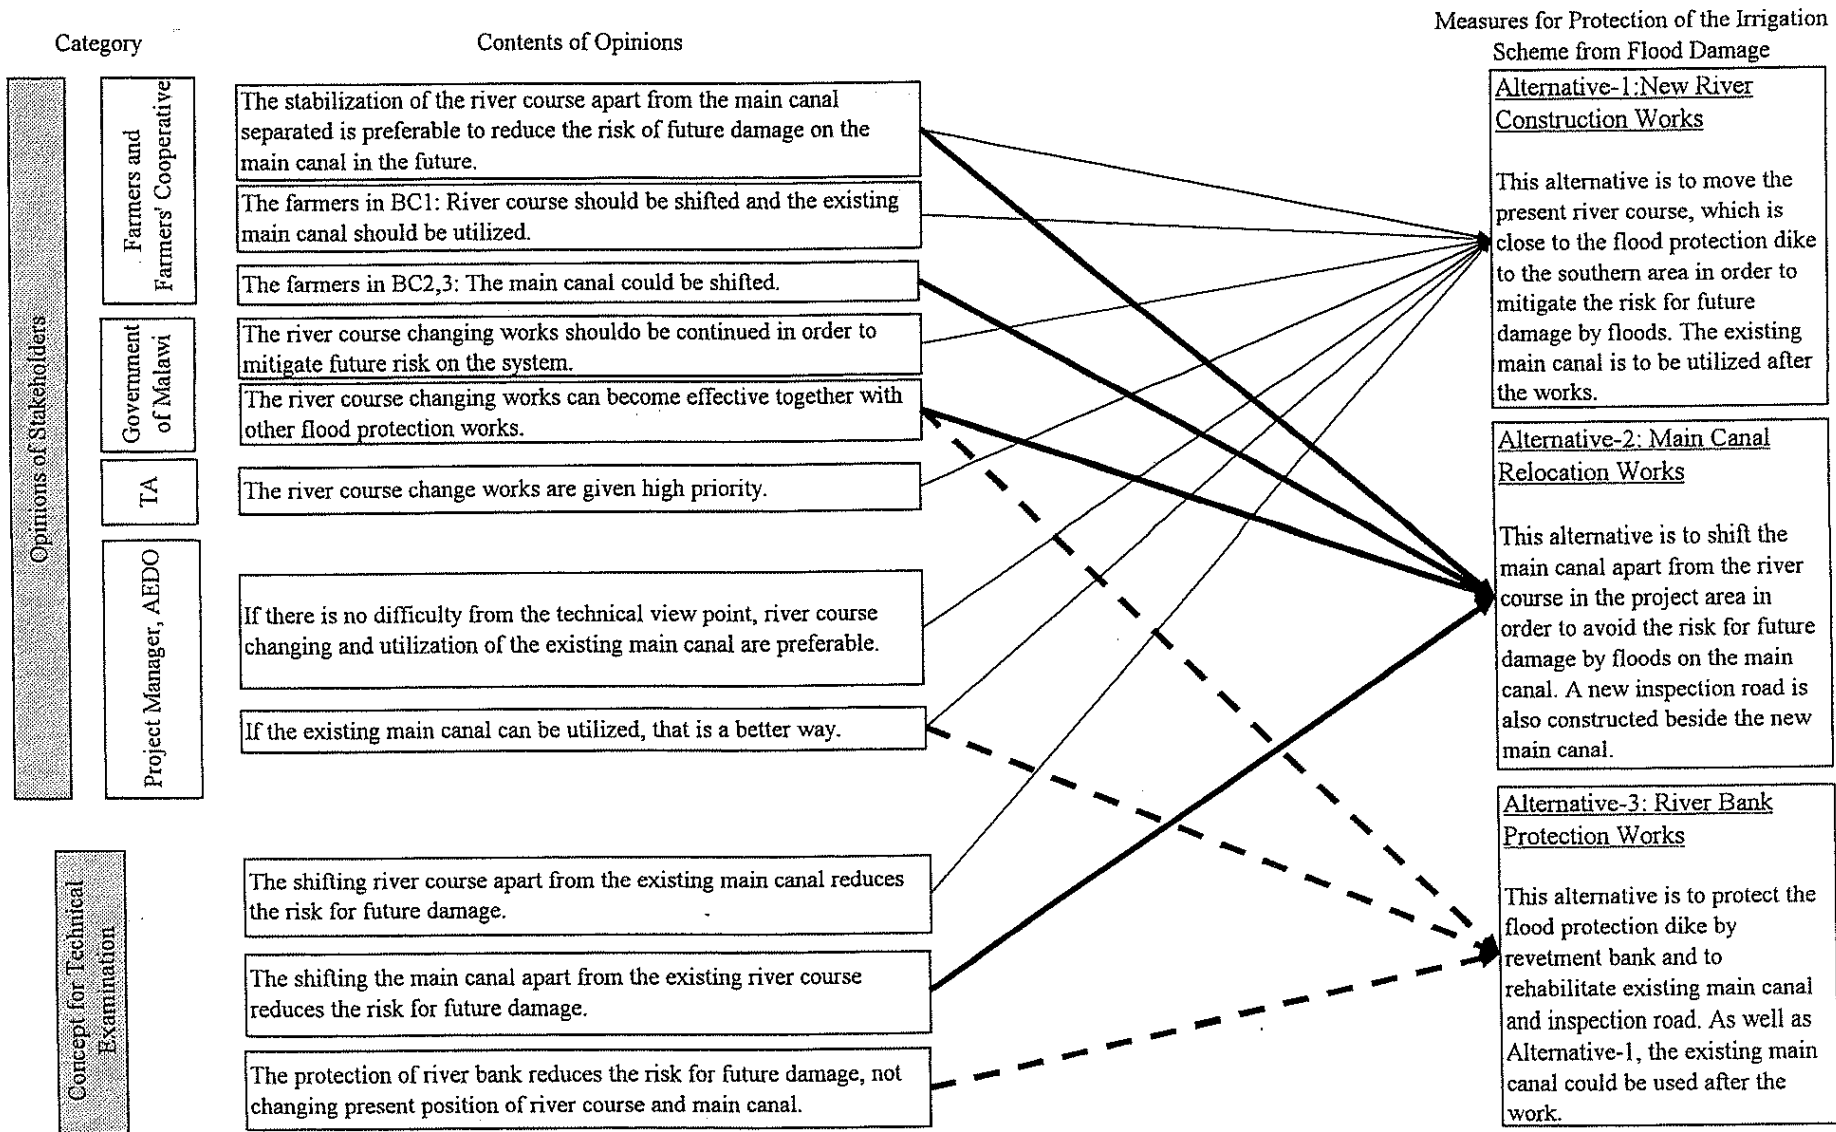 Category
Contents of Opinions
Measures for Protection of the Irrigation
Scheme from Flood Damage
Opinions of Stakeholders
Farmers and
Farmers' Cooperative
The stabilization of the river course apart from the main canal
separated is preferable to reduce the risk of future damage on the
main canal in the future.
The farmers in BC1: River course should be shifted and the existing
main canal should be utilized.
The farmers in BC2,3: The main canal could be shifted.
Government
of Malawi
The river course changing works shouldo be continued in order to
mitigate future risk on the system.
The river course changing works can become effective together with
other flood protection works.
TA
The river course change works are given high priority.
Project Manager, AEDO
If there is no difficulty from the technical view point, river course
changing and utilization of the existing main canal are preferable.
If the existing main canal can be utilized, that is a better way.
Concept for Technical
Examination
The shifting river course apart from the existing main canal reduces
the risk for future damage.
The shifting the main canal apart from the existing river course
reduces the risk for future damage.
The protection of river bank reduces the risk for future damage, not
changing present position of river course and main canal.
Alternative-1:New River
Construction Works
This alternative is to move the
present river course, which is
close to the flood protection dike
to the southern area in order to
mitigate the risk for future
damage by floods. The existing
main canal is to be utilized after
the works.
Alternative-2: Main Canal
Relocation Works
This alternative is to shift the
main canal apart from the river
course in the project area in
order to avoid the risk for future
damage by floods on the main
canal. A new inspection road is
also constructed beside the new
main canal.
Alternative-3: River Bank
Protection Works
This alternative is to protect the
flood protection dike by
revetment bank and to
rehabilitate existing main canal
and inspection road. As well as
Alternative-1, the existing main
canal could be used after the
work.